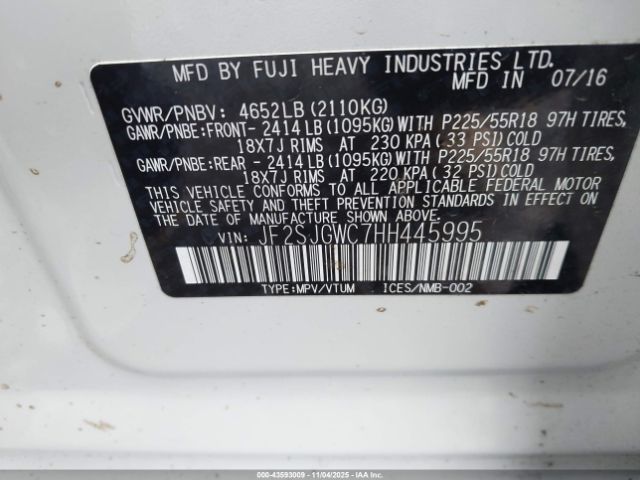 MFD BY FUJI HEAVY INDUSTRIES LTD.
MFD IN 07/16
GVWR/PNBV: 4652LB (2110KG)
GAWR/PNBE:FRONT- 2414 LB (1095KG) WITH P225/55R18 97H TIRES,
18X7J RIMS AT 230 KPA ( 33 PSI) COLD
GAWR/PNBE: REAR - 2414 LB (1095KG) WITH P225/55R18 97H TIRES,
18X7J RIMS AT 220 KPA ( 32 PSI) COLD
THIS VEHICLE CONFORMS TO ALL APPLICABLE FEDERAL MOTOR
VEHICLE SAFETY AND THEFT PREVENTION STANDARDS IN EFFECT ON
THE DATE OF MANUFACTURE SHOWN ABOVE.
VIN: JF2SJGWC7HH445995
TYPE:MPV/VTUM ICES/NMB-002
000-43593009 - 11/04/2025 - IAAI.COM